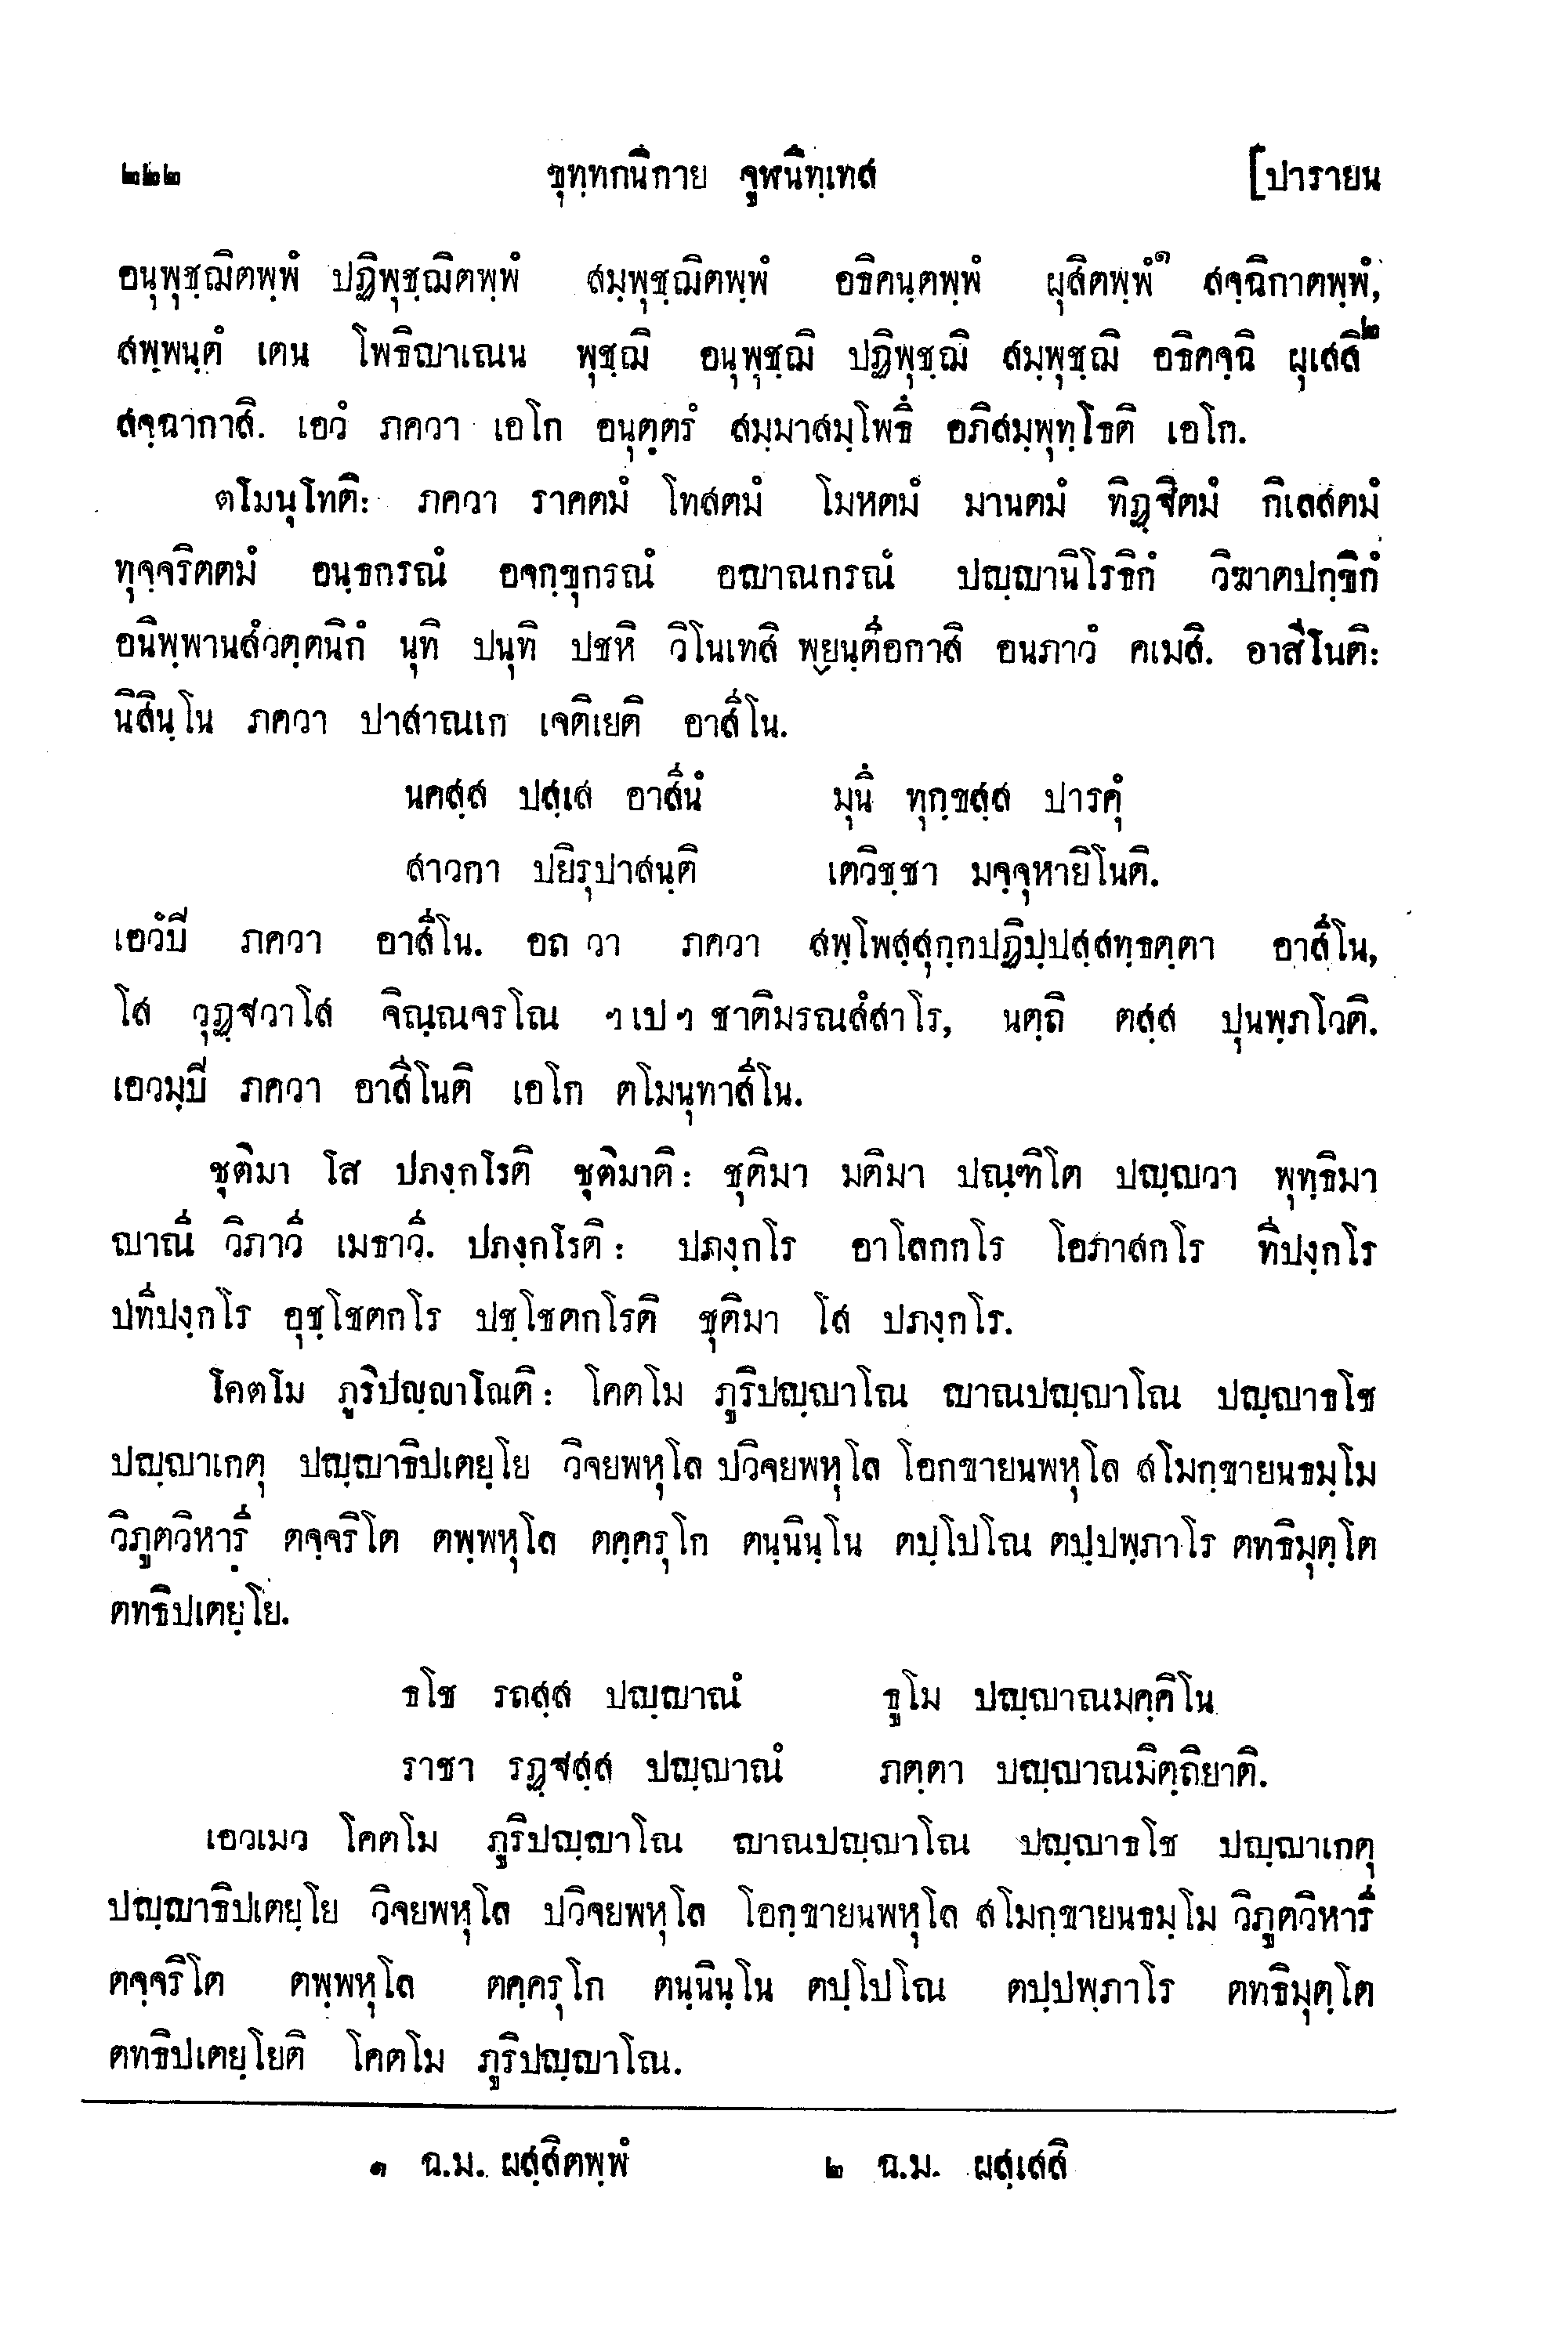 ๒๒๒ ขุทฺทกนิกาย จูฬนิทฺเทส [ปารายน
อนุพุชฺฌิตพฺพํ ปฏิพุชฺฌิตพฺพํ สมฺพุชฺฌิตพฺพํ อธิคนฺตพฺพํ ผุสิตพฺพํ๑ สจฺฉิกาตพฺพํ,
สพฺพนฺตํ เตน โพธิญาเณน พุชฺฌิ อนุพุชฺฌิ ปฏิพุชฺฌิ สมฺพุชฺฌิ อธิคจฺฉิ ผุเสสิ๒
สจฺฉากาสิ. เอวํ ภควา เอโก อนุตฺตรํ สมฺมาสมฺโพธึ อภิสมฺพุทฺโธติ เอโก.
ตโมนุโทติ: ภควา ราคตมํ โทสตมํ โมหตมํ มานตมํ ทิฏฺฐิตมํ กิเลสตมํ
ทุจฺจริตตมํ อนฺธกรณํ อจกฺขุกรณํ อญาณกรณํ ปญฺญานิโรธิกํ วิฆาตปกฺขิกํ
อนิพฺพานสํวตฺตนิกํ นุทิ ปนุทิ ปชหิ วิโนเทสิ พฺยนฺตีอกาสิ อนภาวํ คเมสิ. อาสีโนติ:
นิสินฺโน ภควา ปาสาณเก เจติเยติ อาสีโน.
นคสฺส ปสฺเส อาสีนํ มุนึ ทุกฺขสฺส ปารคุํ
สาวกา ปยิรุปาสนฺติ เตวิชฺชา มจฺจุหายิโนติ.
เอวํปิ ภควา อาสีโน. อถ วา ภควา สพฺโพสฺสุกฺกปฏิปฺปสฺสทฺธตฺตา อาสีโน,
โส วุฏฺฐวาโส จิณฺณจรโณ ฯเปฯ ชาติมรณสํสาโร, นตฺถิ ตสฺส ปุนพฺภโวติ.
เอวมฺปิ ภควา อาสีโนติ เอโก ตโมนุทาสีโน.
ชุติมา โส ปภงฺกโรติ ชุติมาติ: ชุติมา มติมา ปณฺฑิโต ปญฺญวา พุทฺธิมา
ญาณี วิภาวี เมธาวี. ปภงฺกโรติ: ปภงฺกโร อาโลกกโร โอภาสกโร ทีปงฺกโร
ปทีปงฺกโร อุชฺโชตกโร ปชฺโชตกโรติ ชุติมา โส ปภงฺกโร.
โคตโม ภูริปญฺญาโณติ: โคตโม ภูริปญฺญาโณ ญาณปญฺญาโณ ปญฺญาธโช
ปญฺญาเกตุ ปญฺญาธิปเตยฺโย วิจยพหุโล ปวิจยพหุโล โอกขายนพหุโล สโมกฺขายนธมฺโม
วิภูตวิหารี ตจฺจริโต ตพฺพหุโล ตคฺครุโก ตนฺนินฺโน ตปฺโปโณ ตปฺปพฺภาโร ตทธิมุตฺโต
ตทธิปเตยฺโย.
ธโช รถสฺส ปญฺญาณํ ธูโม ปญฺญาณมคฺคิโน
ราชา รฏฺฐสฺส ปญฺญาณํ ภตฺตา ปญฺญาณมิตฺถิยาติ.
เอวเมว โคตโม ภูริปญฺญาโณ ญาณปญฺญาโณ ปญฺญาธโช ปญฺญาเกตุ
ปญฺญาธิปเตยฺโย วิจยพหุโล ปวิจยพหุโล โอกฺขายนพหุโล สโมกฺขายนธมฺโม วิภูตวิหารี
ตจฺจริโต ตพฺพหุโล ตคฺครุโก ตนฺนินฺโน ตปฺโปโณ ตปฺปพฺภาโร ตทธิมุตฺโต
ตทธิปเตยฺโยติ โคตโม ภูริปญฺญาโณ.
๑ ฉ.ม. ผสฺสิตพฺพํ ๒ ฉ.ม. ผสฺเสสิ